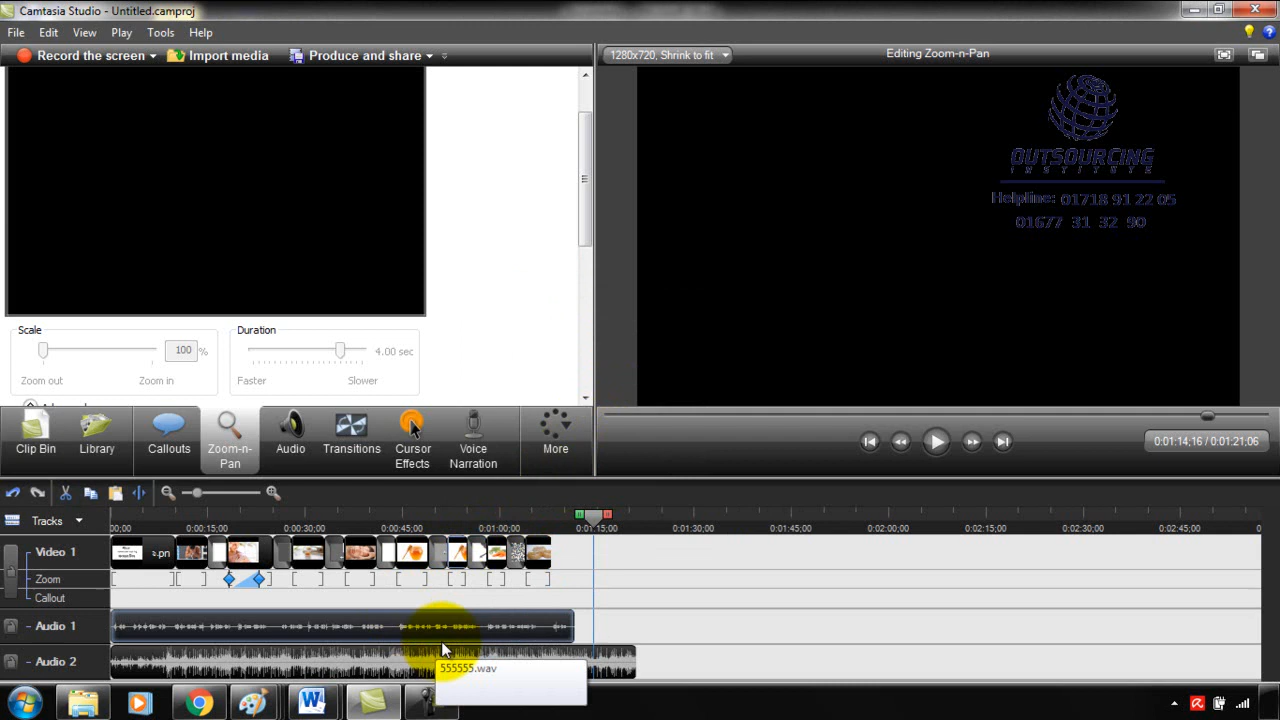 Camtasia Studio - Untitled.camproj
File Edit View Play Tools Help
Record the screen Import media Produce and share
1280x720, Shrink to fit
Editing Zoom-n-Pan
OUTSOURCING
INSTITUTE
Helpline: 01718 91 22 05
01677 31 32 90
Scale
Duration
100 %
4.00 sec
Zoom out Zoom in
Faster Slower
Clip Bin
Library
Callouts
Zoom-n-Pan
Audio
Transitions
Cursor Effects
Voice Narration
More
0:01:14,16 / 0:01:21;06
Tracks
00;00 0:00:15;00 0:00:30;00 0:00:45;00 0:01:00;00 0:01:15;00 0:01:30;00 0:01:45;00 0:02:00;00 0:02:15;00 0:02:30;00 0:02:45;00 0
Video 1
Zoom
Callout
Audio 1
Audio 2
555555.wav